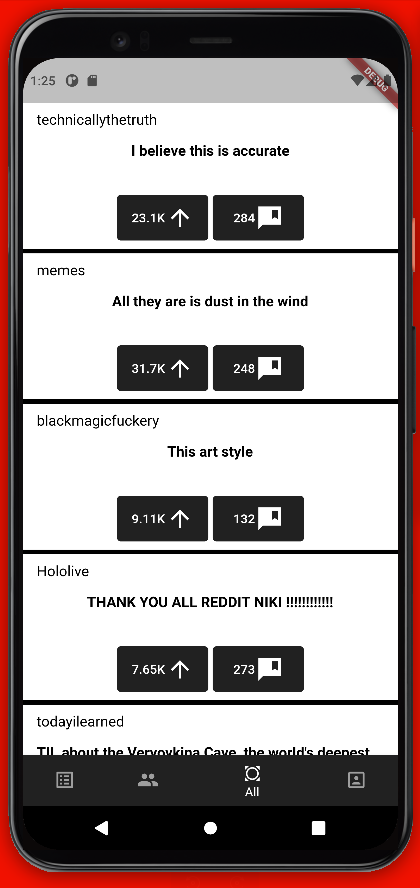 1:25
DEBUG
technicallythetruth
I believe this is accurate
23.1K
284
memes
All they are is dust in the wind
31.7K
248
blackmagicfuckery
This art style
9.11K
132
Hololive
THANK YOU ALL REDDIT NIKI !!!!!!!!!!!!
7.65K
273
todayilearned
TIL about the Veryovkina Cave, the world's deepest
All